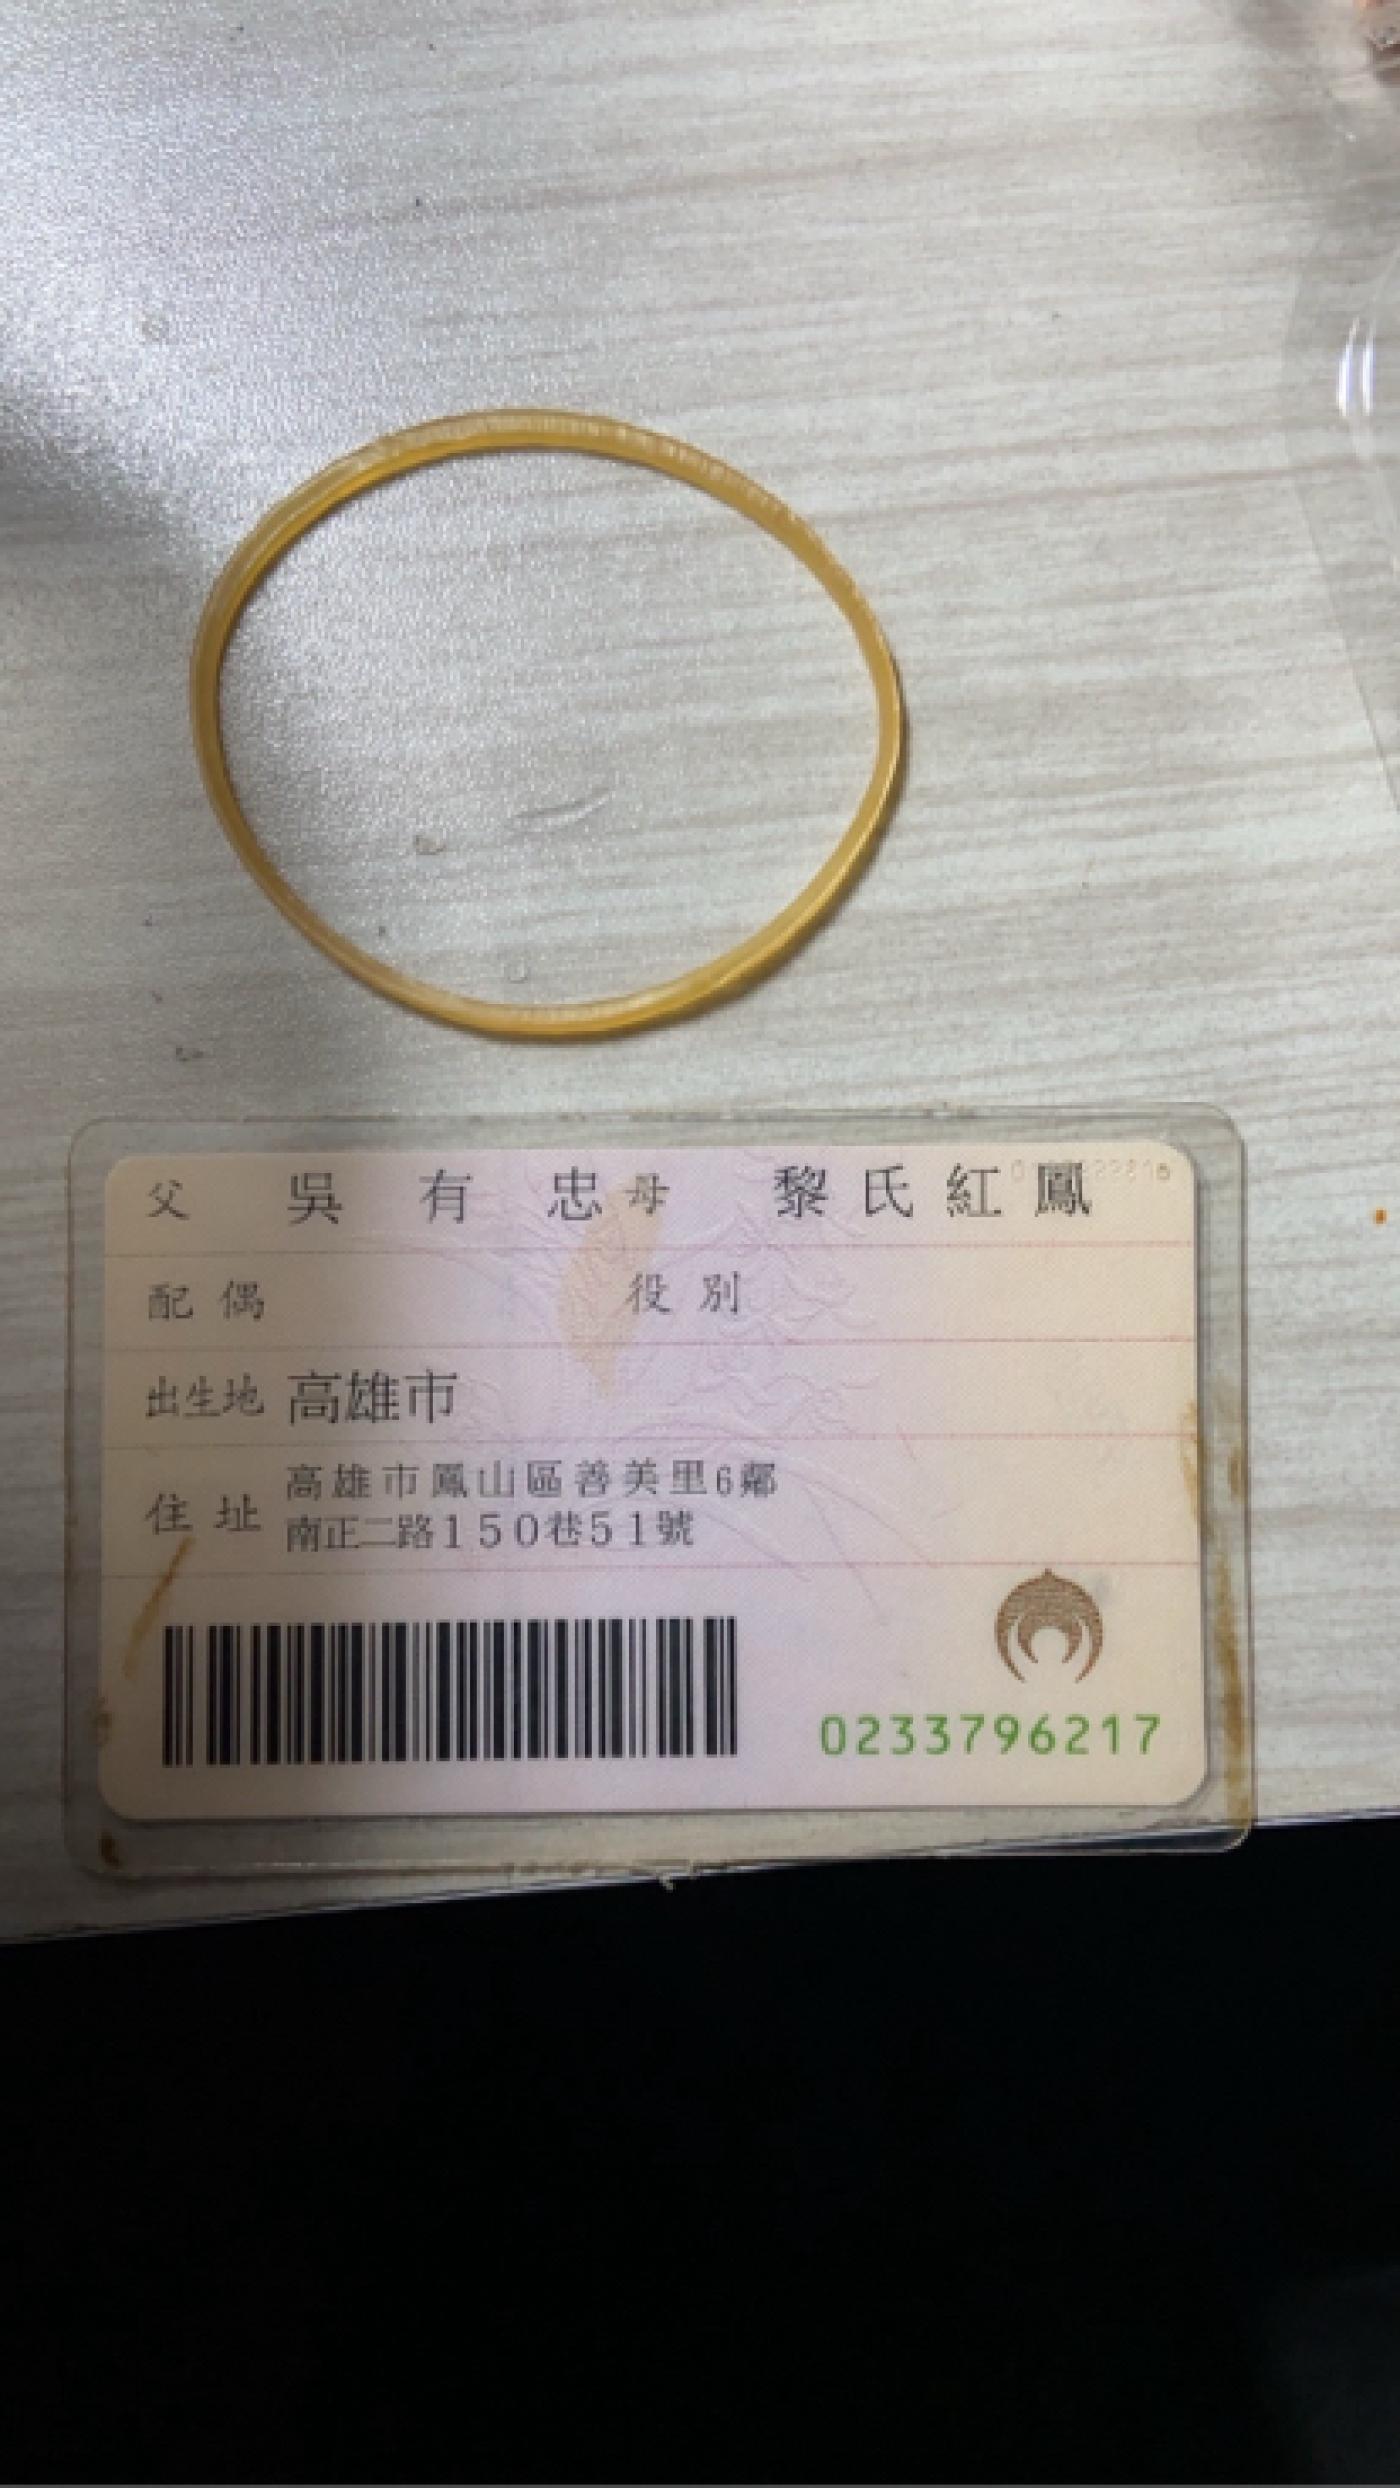 父 吳有忠 母 黎氏紅鳳
配偶 役別
出生地 高雄市
住址 高雄市鳳山區善美里6鄰
南正二路150巷51號
0233796217